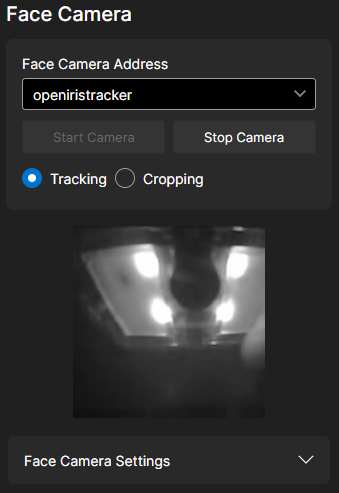 Face Camera
Face Camera Address
openiristracker
Start Camera
Stop Camera
Tracking
Cropping
Face Camera Settings